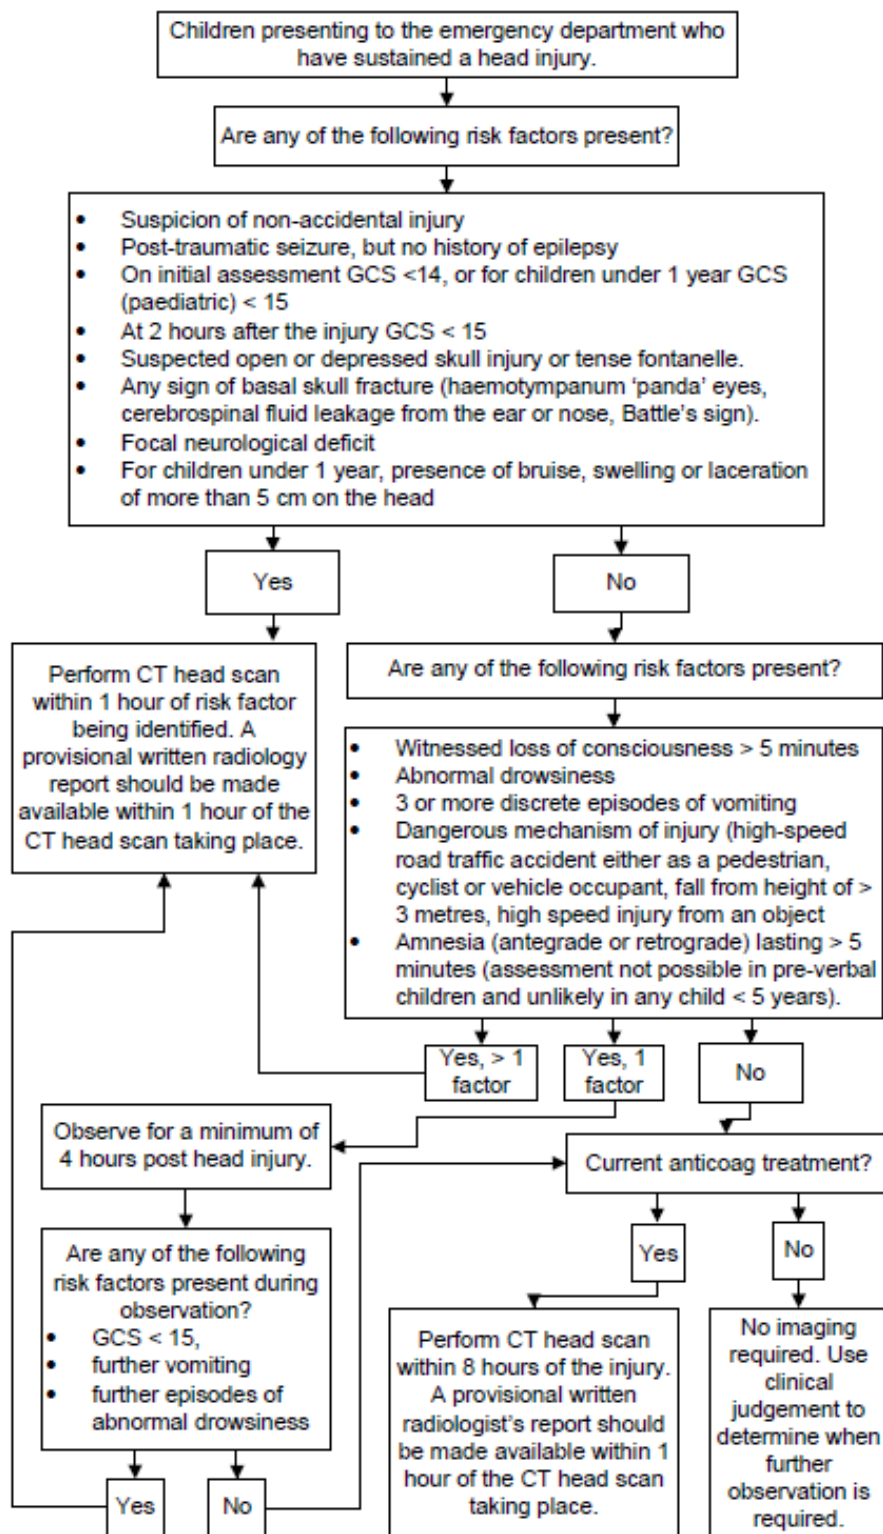 Children presenting to the emergency department who
have sustained a head injury.
Are any of the following risk factors present?
• Suspicion of non-accidental injury
• Post-traumatic seizure, but no history of epilepsy
• On initial assessment GCS <14, or for children under 1 year GCS
(paediatric) < 15
• At 2 hours after the injury GCS < 15
• Suspected open or depressed skull injury or tense fontanelle.
• Any sign of basal skull fracture (haemotympanum ‘panda’ eyes,
cerebrospinal fluid leakage from the ear or nose, Battle’s sign).
• Focal neurological deficit
• For children under 1 year, presence of bruise, swelling or laceration
of more than 5 cm on the head
Yes
No
Perform CT head scan
within 1 hour of risk factor
being identified. A
provisional written radiology
report should be made
available within 1 hour of the
CT head scan taking place.
Are any of the following risk factors present?
• Witnessed loss of consciousness > 5 minutes
• Abnormal drowsiness
• 3 or more discrete episodes of vomiting
• Dangerous mechanism of injury (high-speed
road traffic accident either as a pedestrian,
cyclist or vehicle occupant, fall from height of >
3 metres, high speed injury from an object
• Amnesia (antegrade or retrograde) lasting > 5
minutes (assessment not possible in pre-verbal
children and unlikely in any child < 5 years).
Yes, > 1
factor
Yes, 1
factor
No
Observe for a minimum of
4 hours post head injury.
Current anticoag treatment?
Yes
No
Are any of the following
risk factors present during
observation?
• GCS < 15,
• further vomiting
• further episodes of
abnormal drowsiness
Yes
No
Perform CT head scan
within 8 hours of the injury.
A provisional written
radiologist’s report should
be made available within 1
hour of the CT head scan
taking place.
No imaging
required. Use
clinical
judgement to
determine when
further
observation is
required.